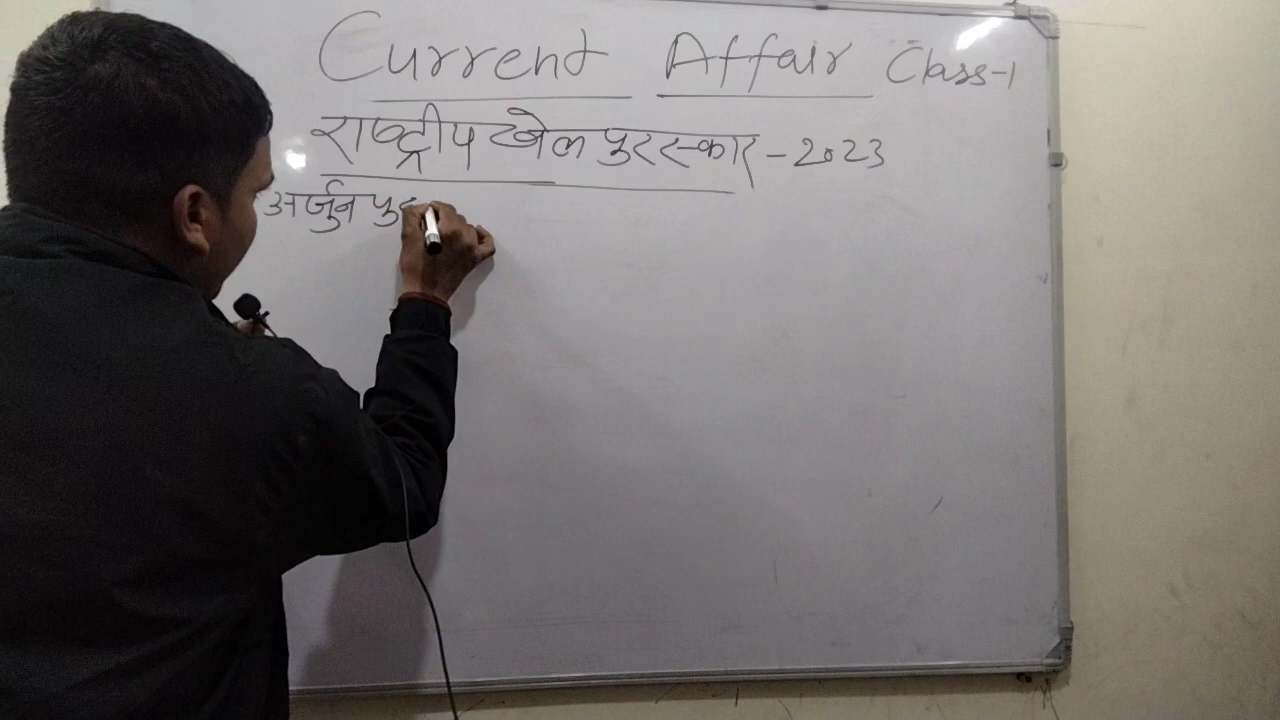 Current Affair Class-1
राष्ट्रीय खेल पुरस्कार - 2023
अर्जुन पु